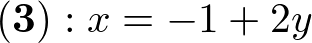 (3) : x = −1 + 2y